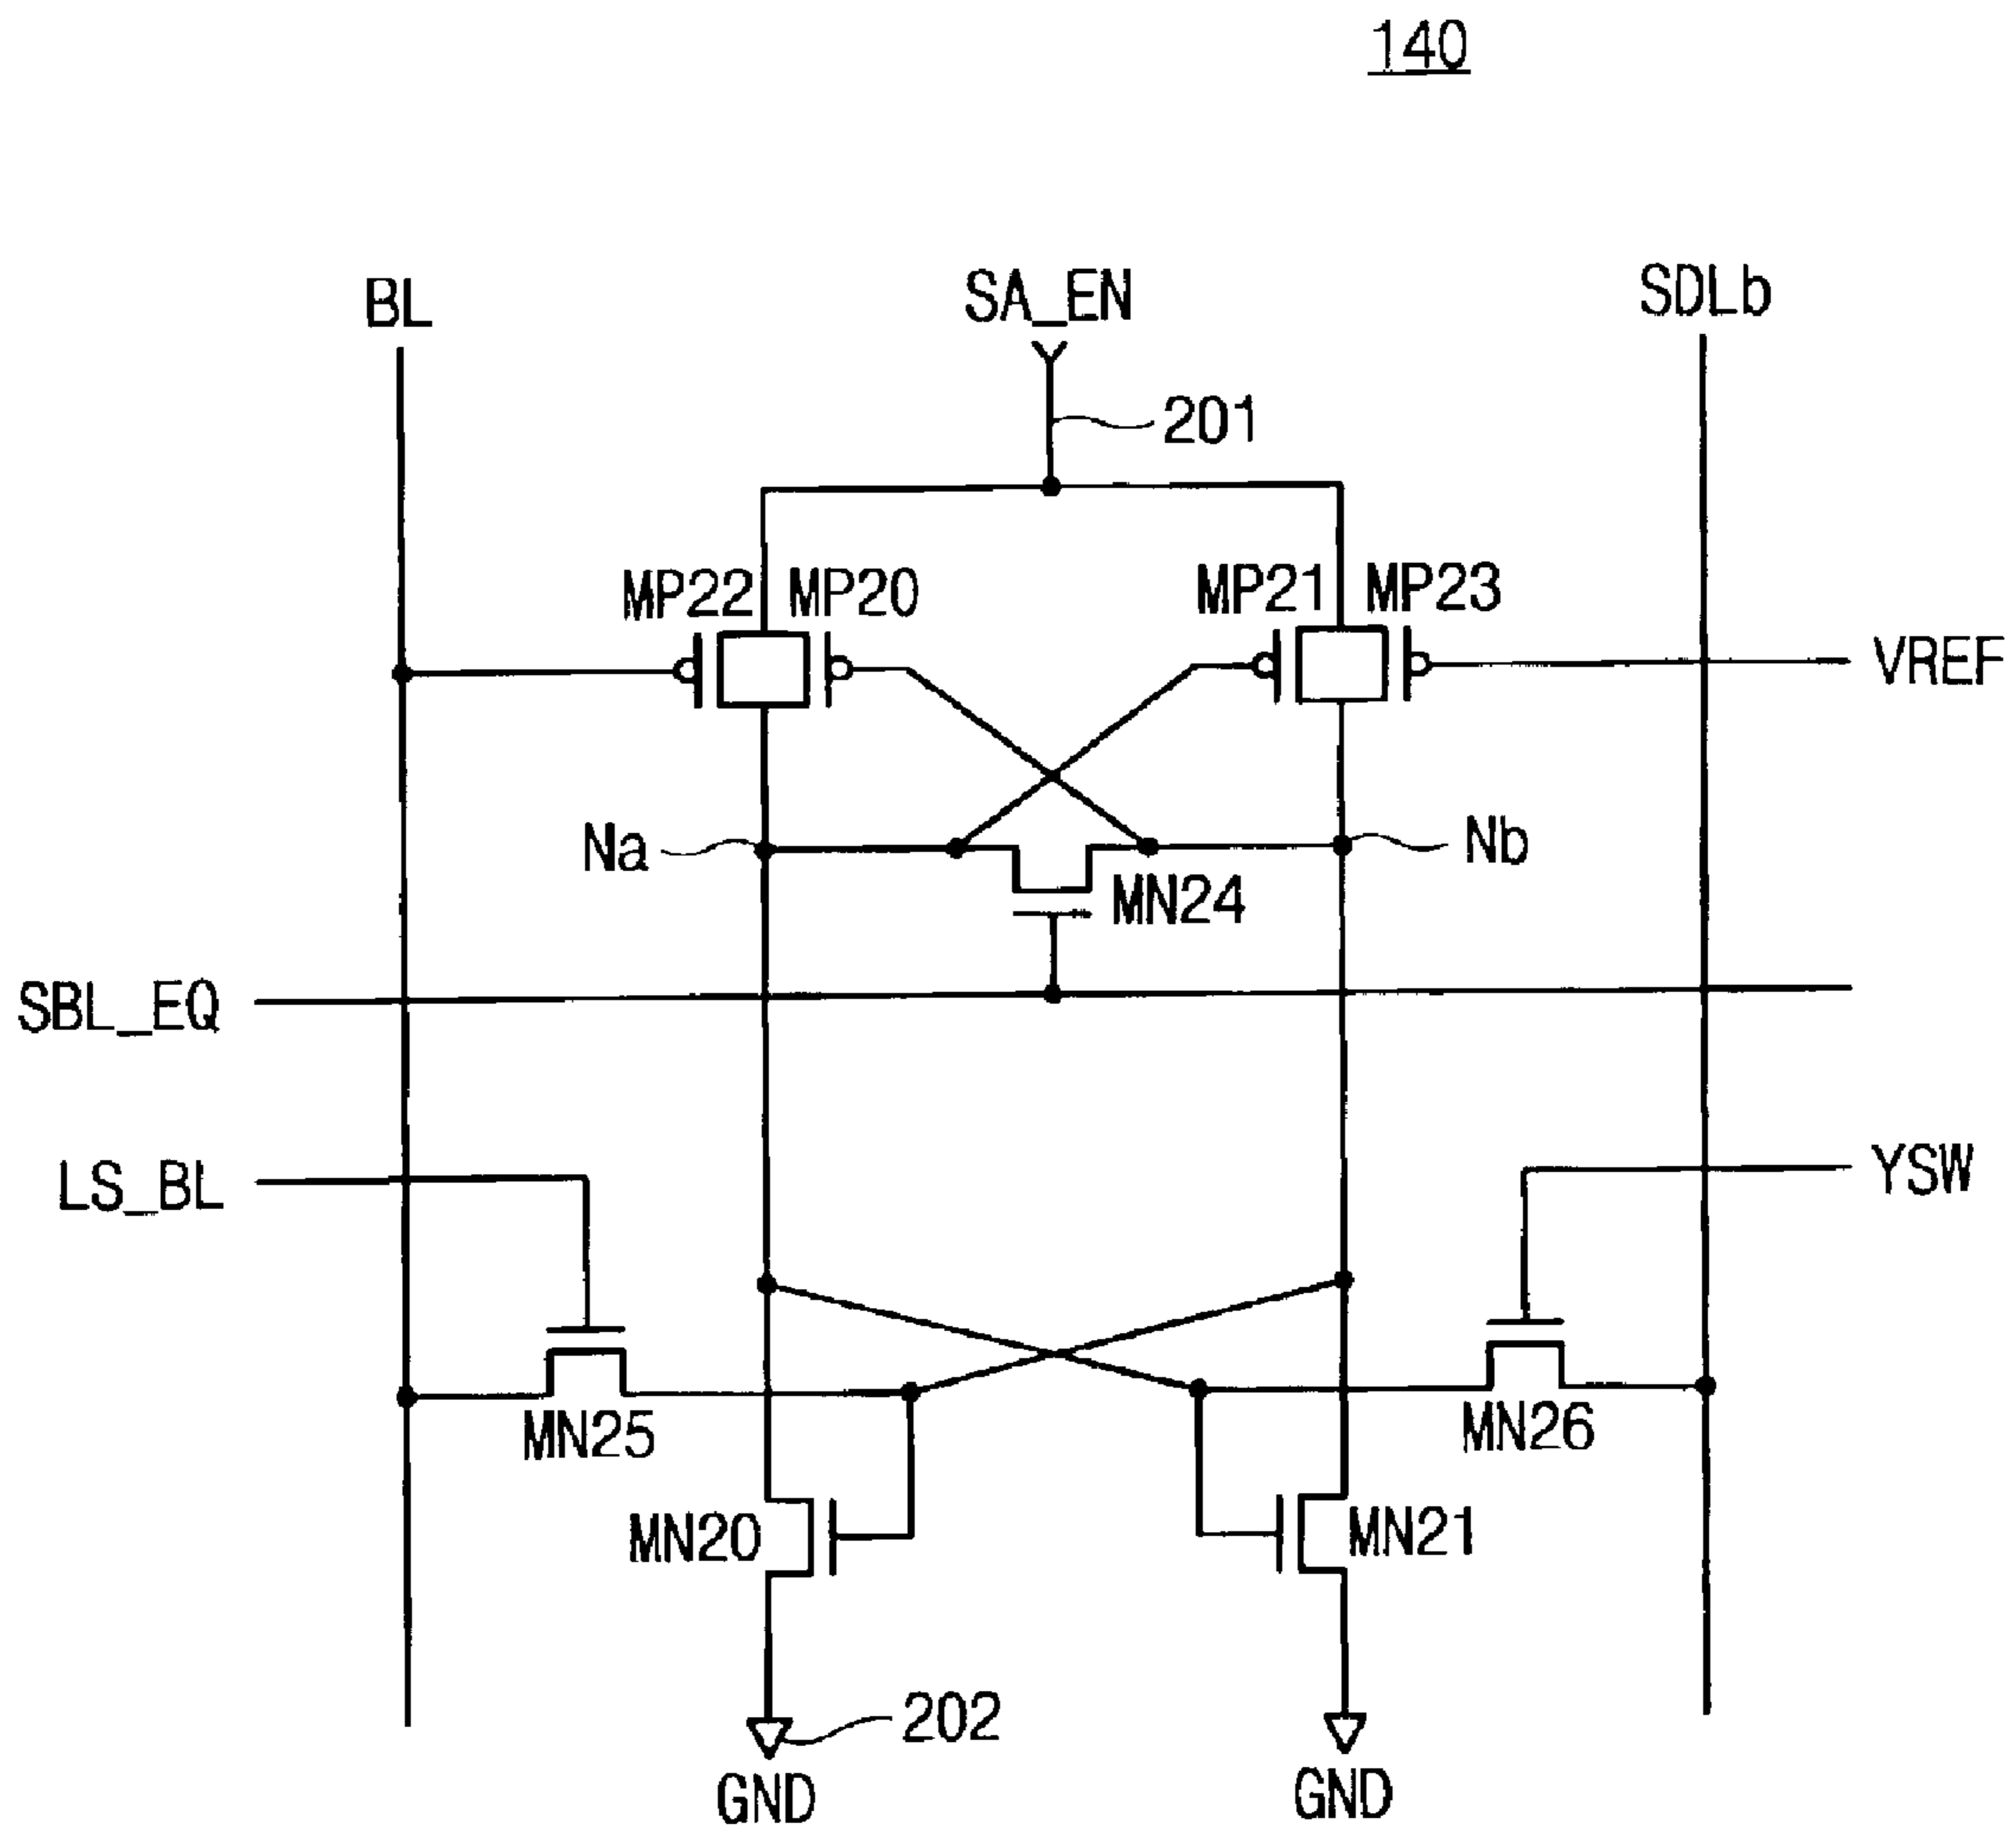 140
BL
SA_EN
SDLb
201
MP22
MP20
MP21
MP23
VREF
Na
Nb
MN24
SBL_EQ
LS_BL
YSW
MN25
MN26
MN20
MN21
202
GND
GND